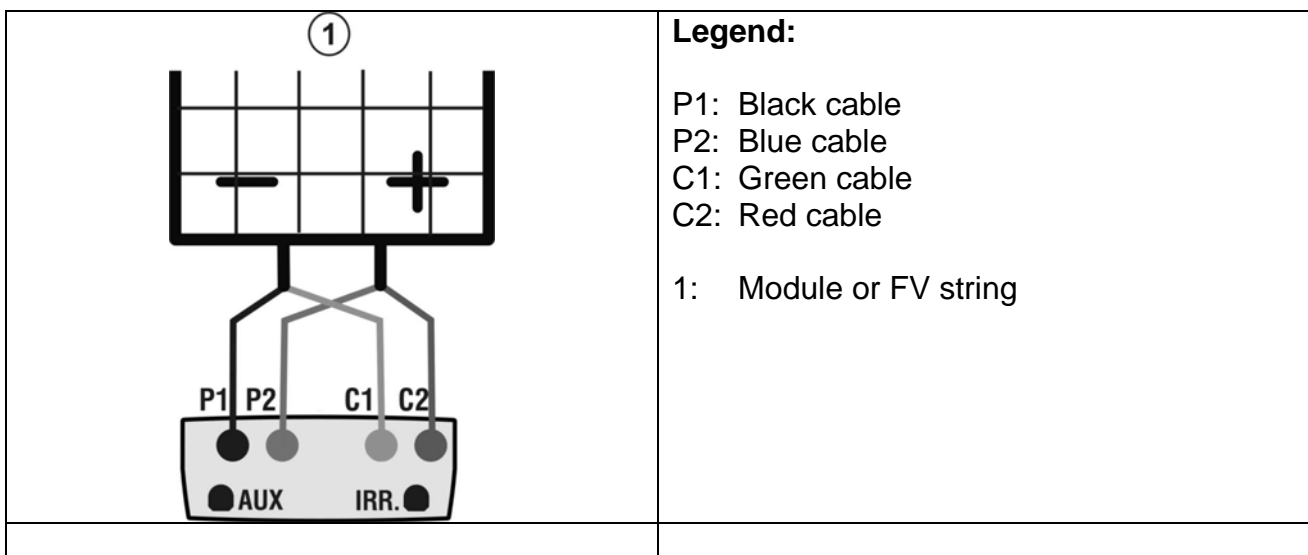 1
P1 P2 C1 C2
AUX IRR.
Legend:
P1: Black cable
P2: Blue cable
C1: Green cable
C2: Red cable
1: Module or FV string